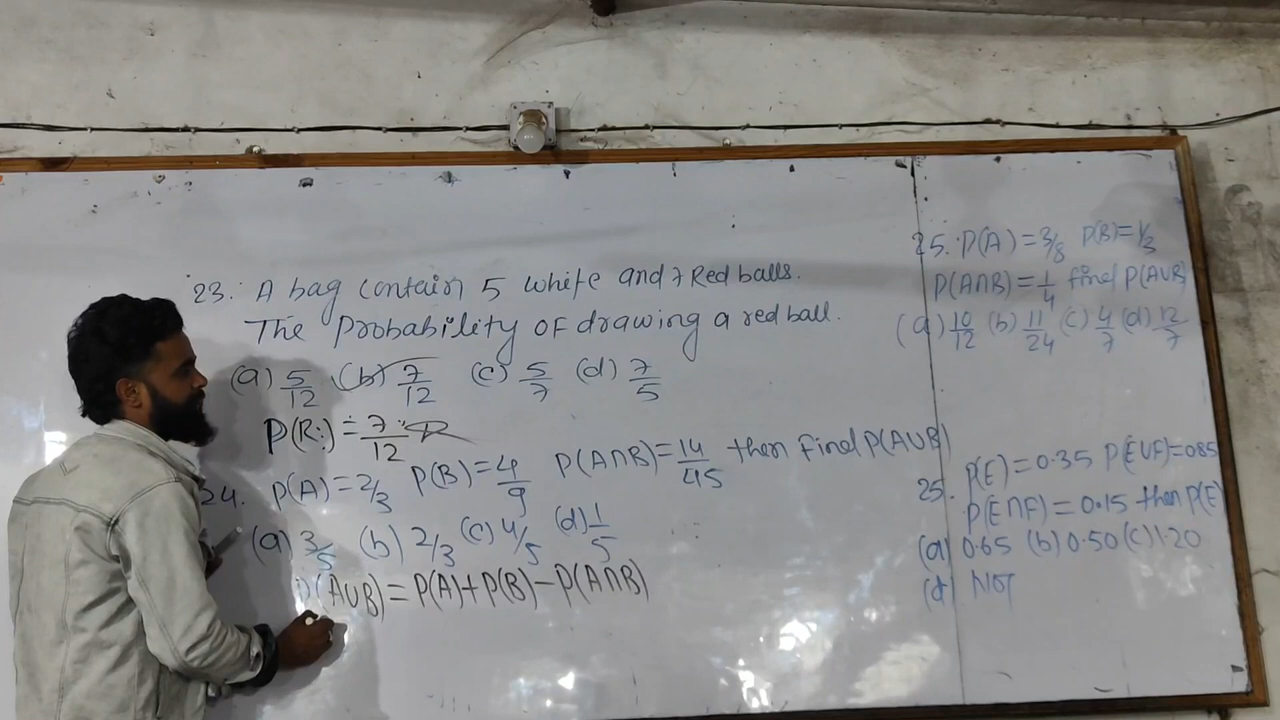 23. A bag contain 5 white and 7 Red balls.
The Probability OF drawing a red ball.
(a) 5/12 (b) 7/12 (c) 5/7 (d) 7/5
P(R:) = 7/12
24. P(A) = 2/3 P(B) = 4/9 P(A∩B) = 14/45 then Find P(AUB)
(a) 3/5 (b) 2/3 (c) 4/5 (d) 1/5
P(AUB) = P(A) + P(B) - P(A∩B)
25. P(A) = 3/8 P(B) = 1/3
P(A∩B) = 1/4 find P(AUB)
(a) 10/12 (b) 11/24 (c) 4/7 (d) 12/7
25. P(E) = 0.35 P(EUF) = 085
P(E∩F) = 0.15 then P(E
(a) 0.65 (b) 0.50 (c) 1.20
(d) NOT